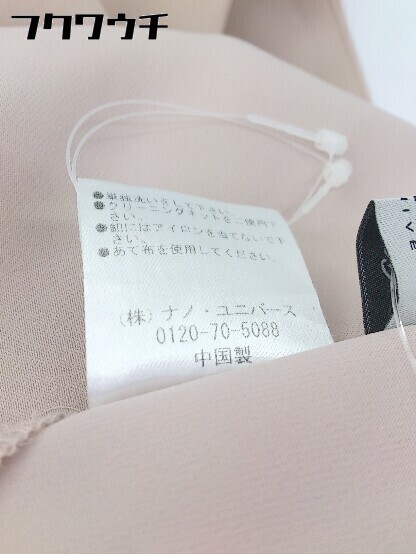 フクワウチ
●単独洗いをして下さい。
●クリーニングネットをご使用下
さい。
●釦にはアイロンを当てないで下
さい。
●あて布を使用してください。
(株)ナノ・ユニバース
0120-70-5088
中国製